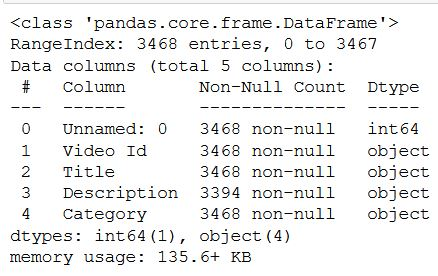 <class 'pandas.core.frame.DataFrame'>
RangeIndex: 3468 entries, 0 to 3467
Data columns (total 5 columns):
 #   Column       Non-Null Count  Dtype
---  ------       --------------  -----
 0   Unnamed: 0   3468 non-null   int64
 1   Video Id     3468 non-null   object
 2   Title        3468 non-null   object
 3   Description  3394 non-null   object
 4   Category     3468 non-null   object
dtypes: int64(1), object(4)
memory usage: 135.6+ KB